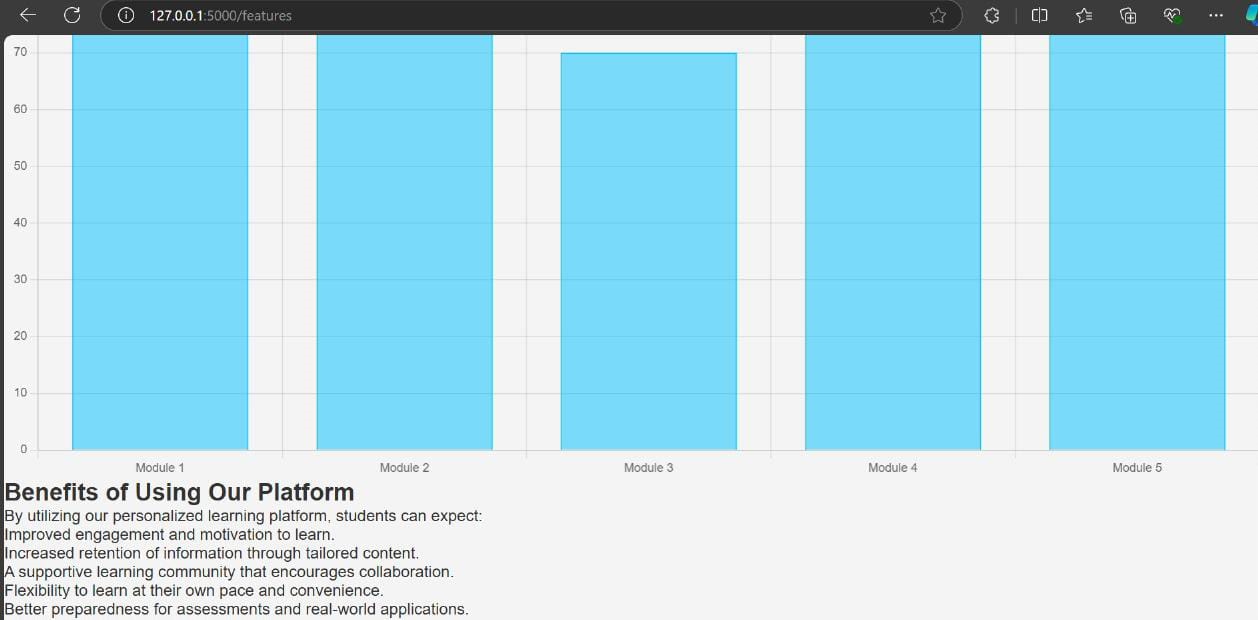 127.0.0.1:5000/features
70
60
50
40
30
20
10
0
Module 1 Module 2 Module 3 Module 4 Module 5
Benefits of Using Our Platform
By utilizing our personalized learning platform, students can expect:
Improved engagement and motivation to learn.
Increased retention of information through tailored content.
A supportive learning community that encourages collaboration.
Flexibility to learn at their own pace and convenience.
Better preparedness for assessments and real-world applications.